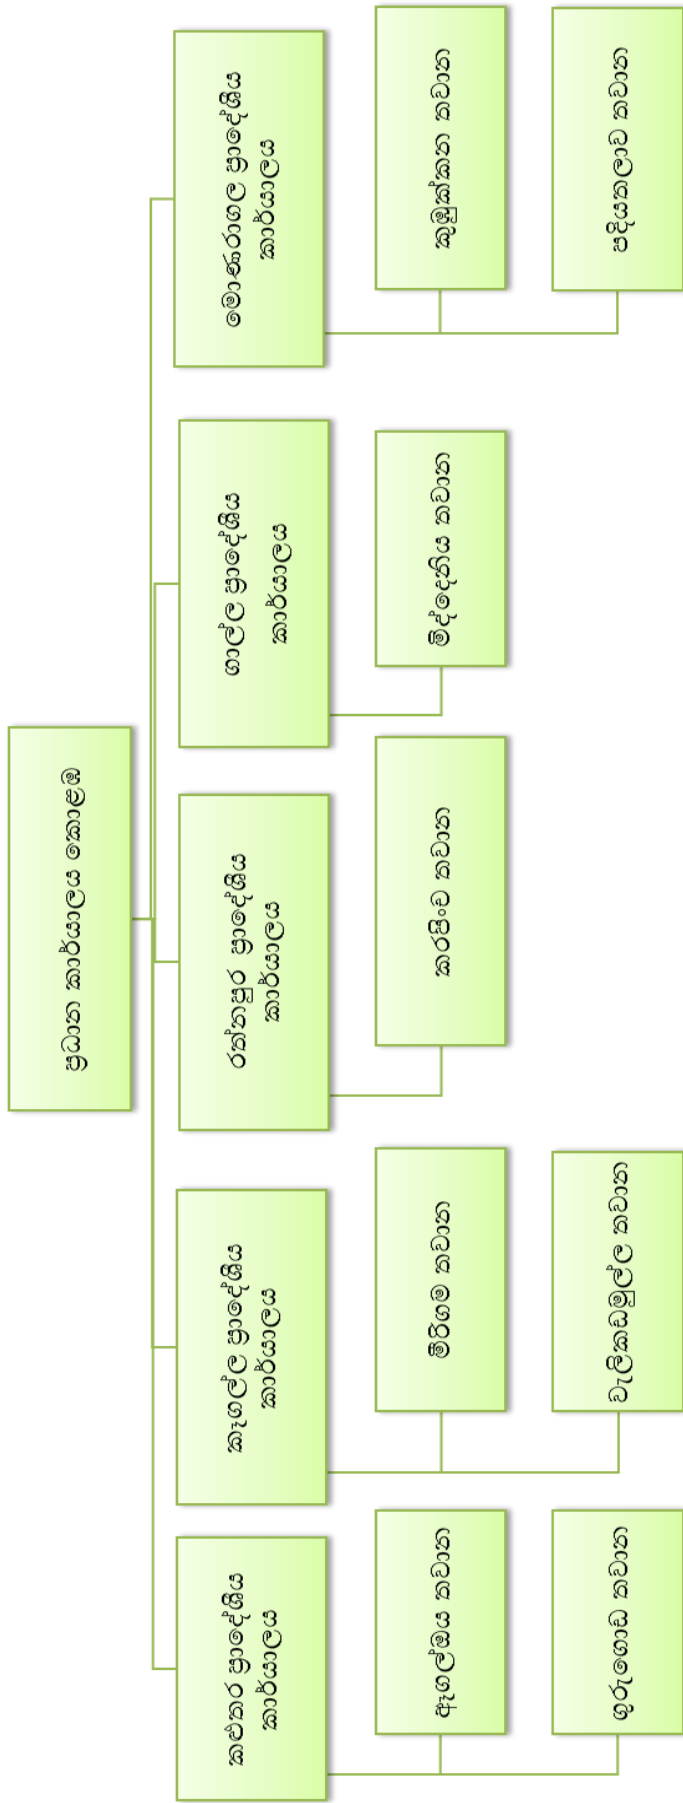 ප්‍රධාන කාර්යාලය කොළඹ
කළුතර ප්‍රාදේශීය
කාර්යාලය
ඇගල්ඔය තවාන
ඉරුගොඩ තවාන
කෑගල්ල ප්‍රාදේශීය
කාර්යාලය
මීරිගම තවාන
වැලිකඩමුල්ල තවාන
රත්නපුර ප්‍රාදේශීය
කාර්යාලය
කරපිංච තවාන
ගාල්ල ප්‍රාදේශීය
කාර්යාලය
මිද්දෙනිය තවාන
මොණරාගල ප්‍රාදේශීය
කාර්යාලය
කුඹුක්කන තවාන
පදියතලාව තවාන